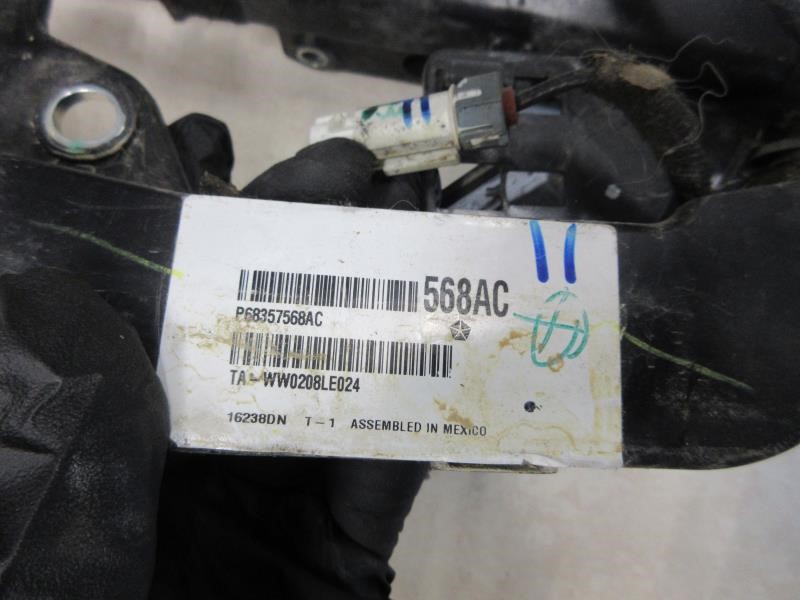 568AC
P68357568AC
TA-WW0208LE024
16238DN T-1 ASSEMBLED IN MEXICO